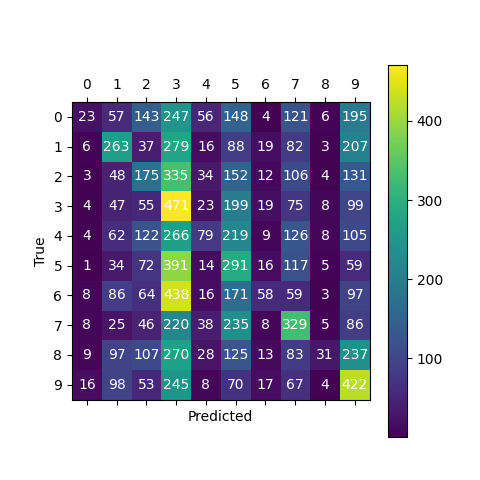 0 1 2 3 4 5 6 7 8 9
0 23 57 143 247 56 148 4 121 6 195
1 6 263 37 279 16 88 19 82 3 207
2 3 48 175 335 34 152 12 106 4 131
3 4 47 55 471 23 199 19 75 8 99
4 4 62 122 266 79 219 9 126 8 105
5 1 34 72 391 14 291 16 117 5 59
6 8 86 64 438 16 171 58 59 3 97
7 8 25 46 220 38 235 8 329 5 86
8 9 97 107 270 28 125 13 83 31 237
9 16 98 53 245 8 70 17 67 4 422
True
Predicted
400
300
200
100